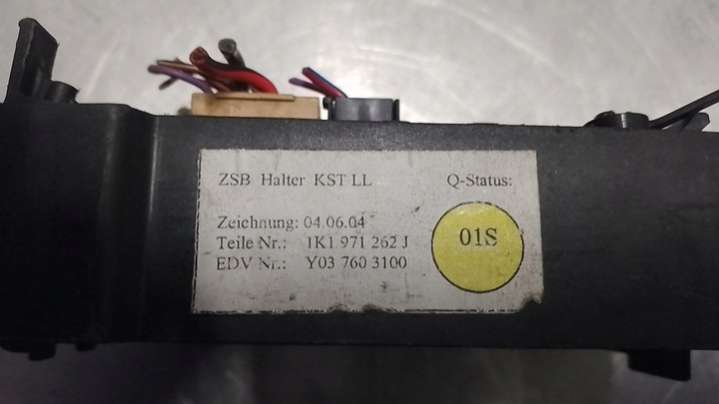 ZSB Halter KST LL
Q-Status:
Zeichnung: 04.06.04
Teile Nr.: 1K1 971 262 J
EDV Nr.: Y03 760 3100
01S